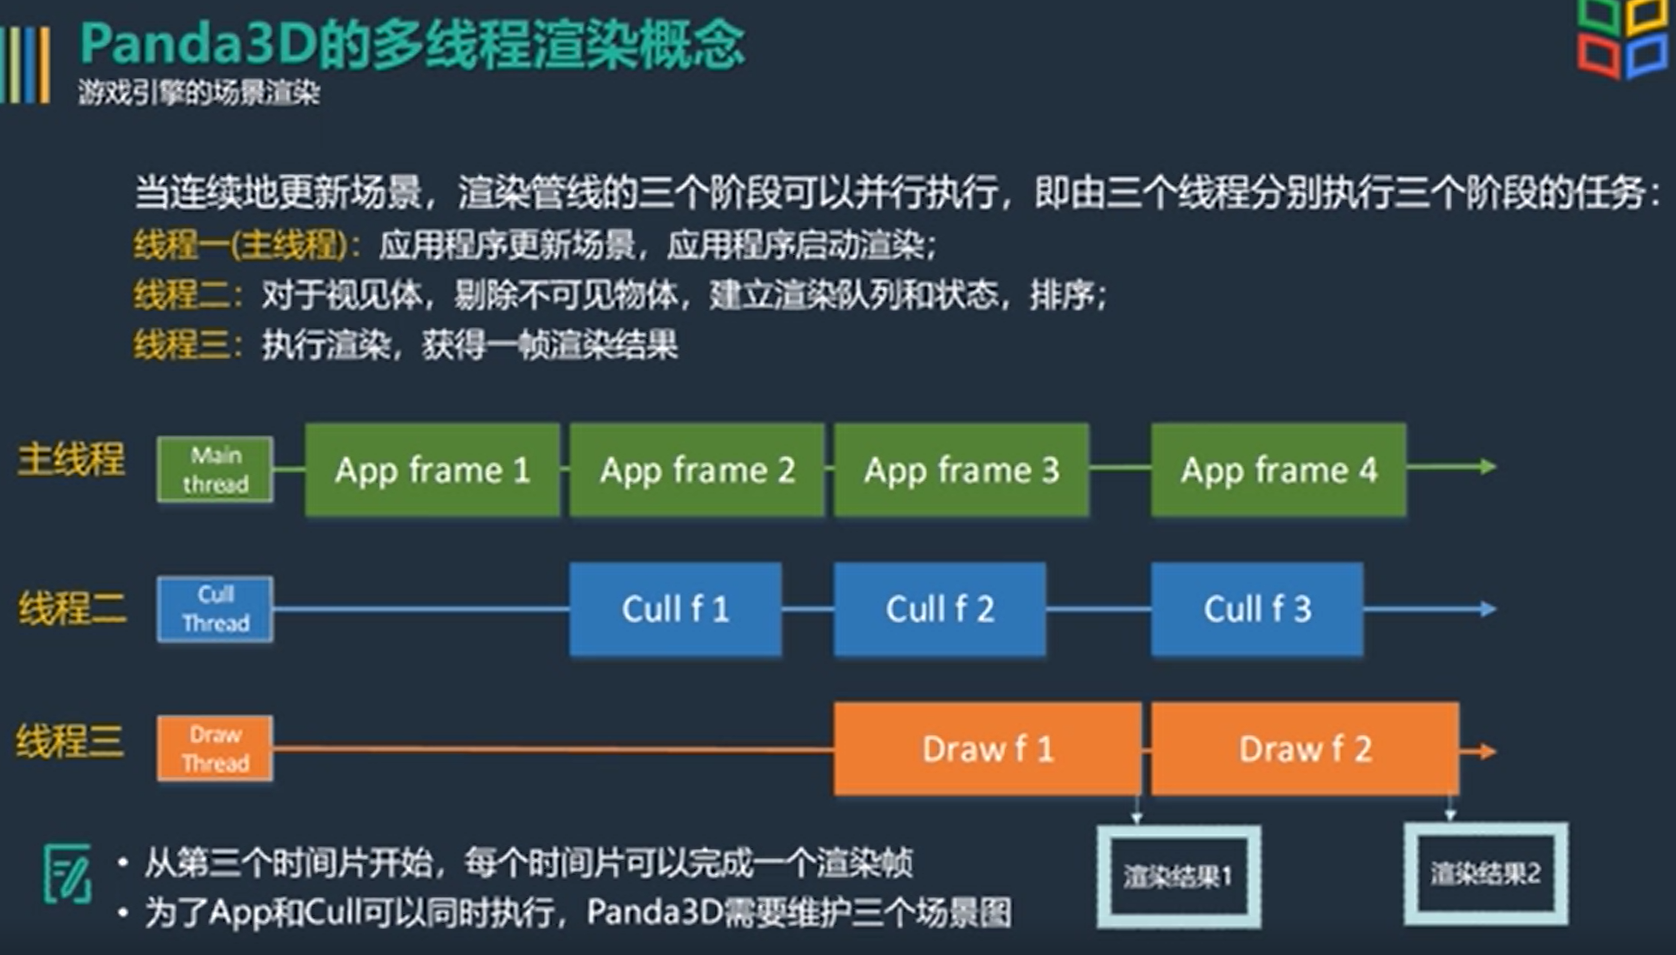 Panda3D的多线程渲染概念
游戏引擎的场景渲染
当连续地更新场景，渲染管线的三个阶段可以并行执行，即由三个线程分别执行三个阶段的任务：
线程一(主线程)：应用程序更新场景，应用程序启动渲染；
线程二：对于视见体，剔除不可见物体，建立渲染队列和状态，排序；
线程三：执行渲染，获得一帧渲染结果
主线程
Main
thread
App frame 1
App frame 2
App frame 3
App frame 4
线程二
Cull
Thread
Cull f 1
Cull f 2
Cull f 3
线程三
Draw
Thread
Draw f 1
Draw f 2
渲染结果1
渲染结果2
• 从第三个时间片开始，每个时间片可以完成一个渲染帧
• 为了App和Cull可以同时执行，Panda3D需要维护三个场景图